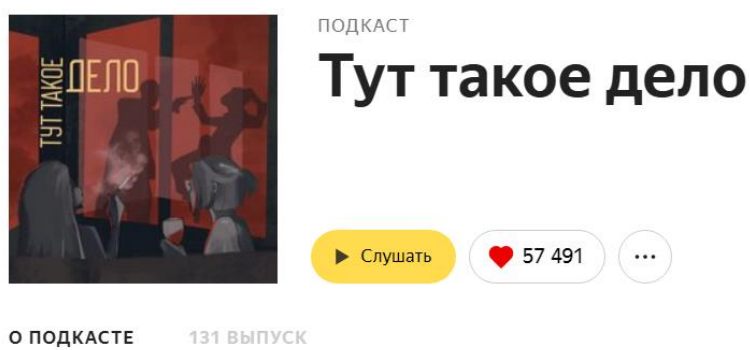 ТУТ ТАКОЕ
ДЕЛО
ПОДКАСТ
Тут такое дело
Слушать
57 491
О ПОДКАСТЕ
131 ВЫПУСК